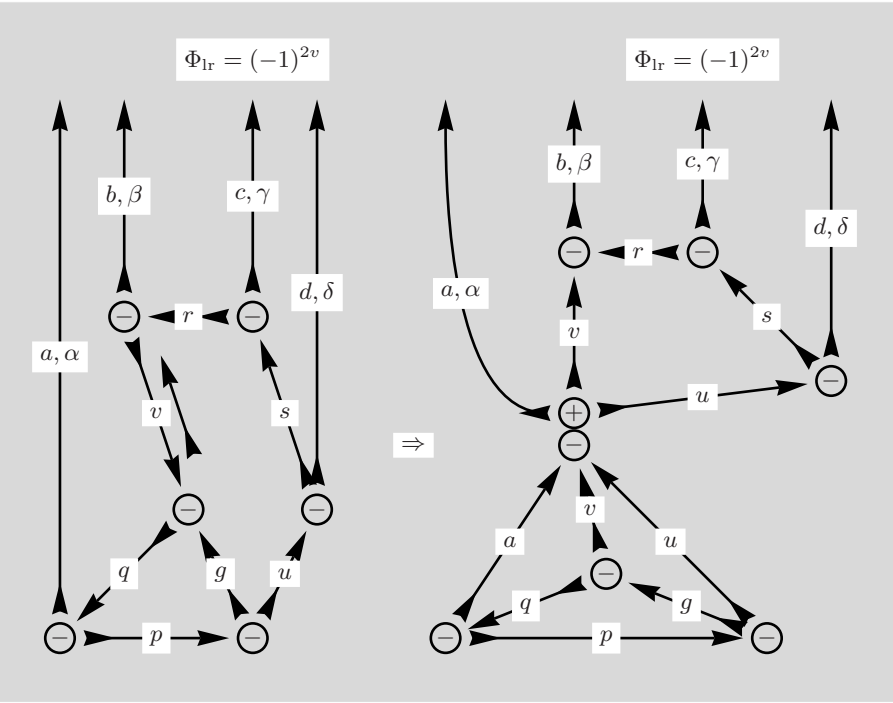 Φ_lr = (−1)^{2v}
Φ_lr = (−1)^{2v}
b, β
c, γ
d, δ
r
a, α
v
s
−
−
−
−
q
g
u
−
p
−
⇒
b, β
c, γ
d, δ
−
r
−
a, α
v
s
−
u
+
−
a
v
u
−
q
g
−
p
−